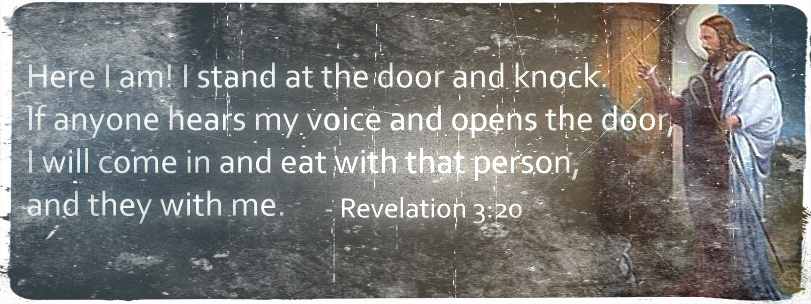 Here I am! I stand at the door and knock.
If anyone hears my voice and opens the door,
I will come in and eat with that person,
and they with me. - Revelation 3:20